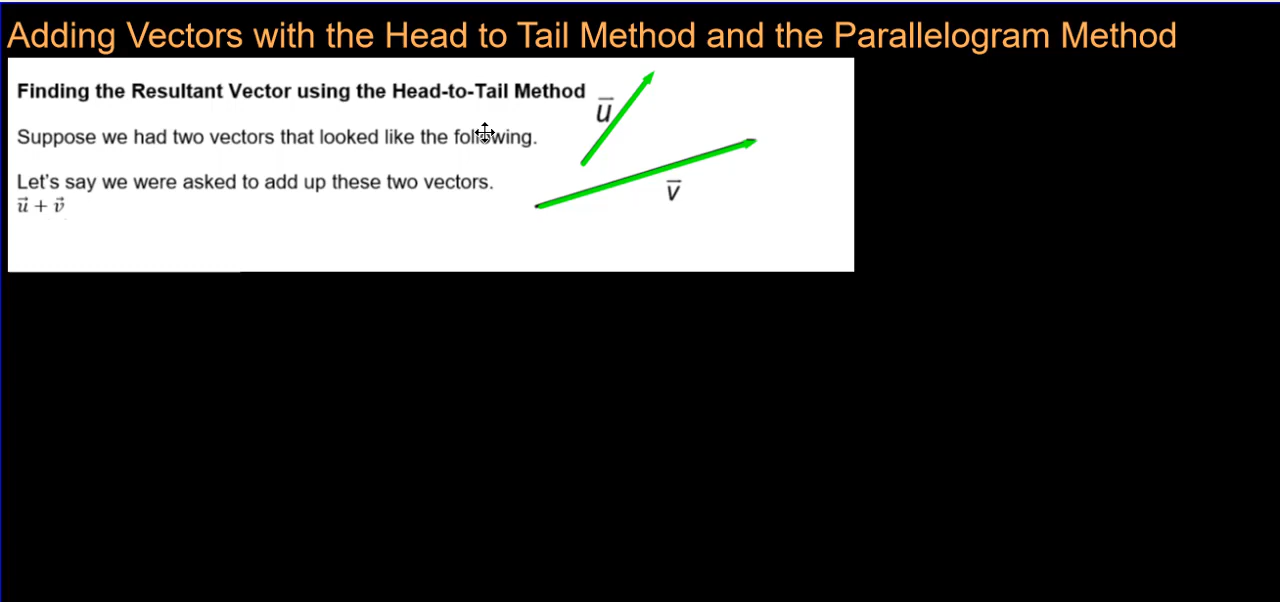 Adding Vectors with the Head to Tail Method and the Parallelogram Method
Finding the Resultant Vector using the Head-to-Tail Method
u̅
Suppose we had two vectors that looked like the following.
Let's say we were asked to add up these two vectors.
v̅
u⃗ + v⃗